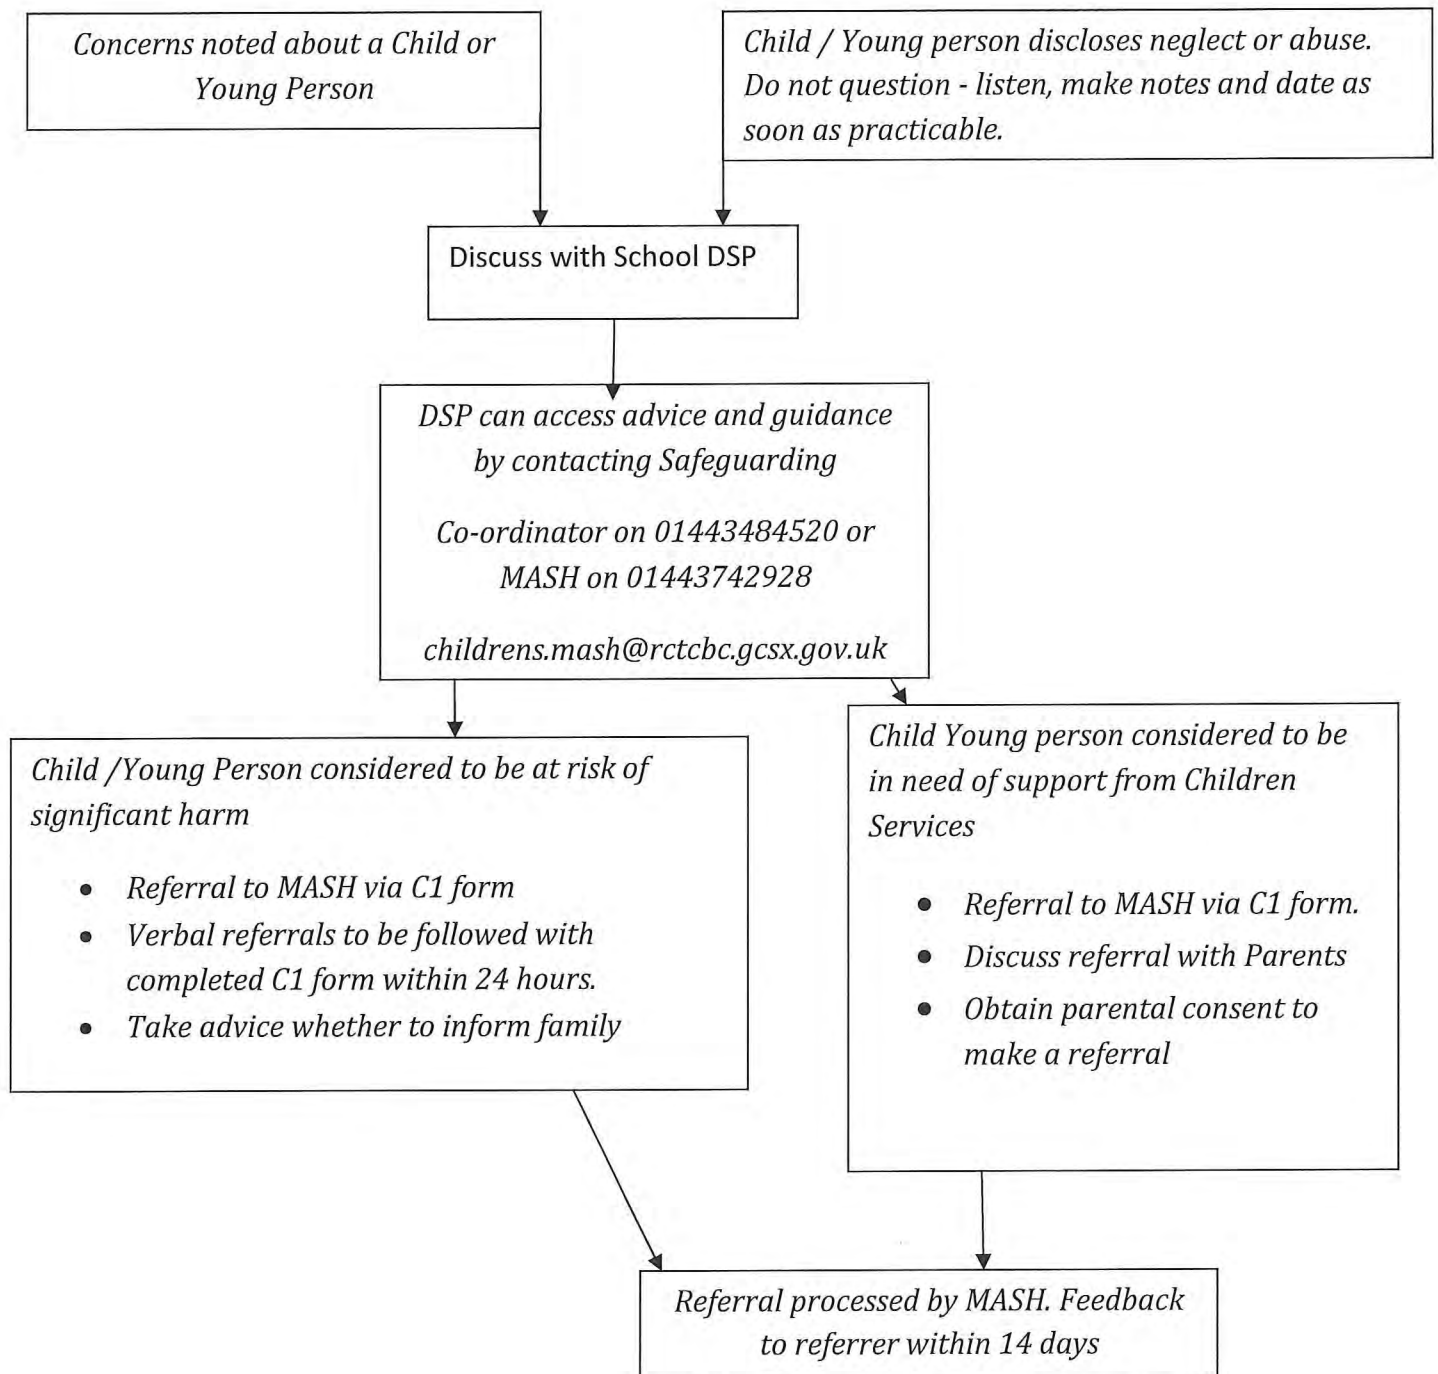 Concerns noted about a Child or
Young Person
Child / Young person discloses neglect or abuse.
Do not question - listen, make notes and date as
soon as practicable.
Discuss with School DSP
DSP can access advice and guidance
by contacting Safeguarding
Co-ordinator on 01443484520 or
MASH on 01443742928
childrens.mash@rctcbc.gcsx.gov.uk
Child /Young Person considered to be at risk of
significant harm
• Referral to MASH via C1 form
• Verbal referrals to be followed with
completed C1 form within 24 hours.
• Take advice whether to inform family
Child Young person considered to be
in need of support from Children
Services
• Referral to MASH via C1 form.
• Discuss referral with Parents
• Obtain parental consent to
make a referral
Referral processed by MASH. Feedback
to referrer within 14 days